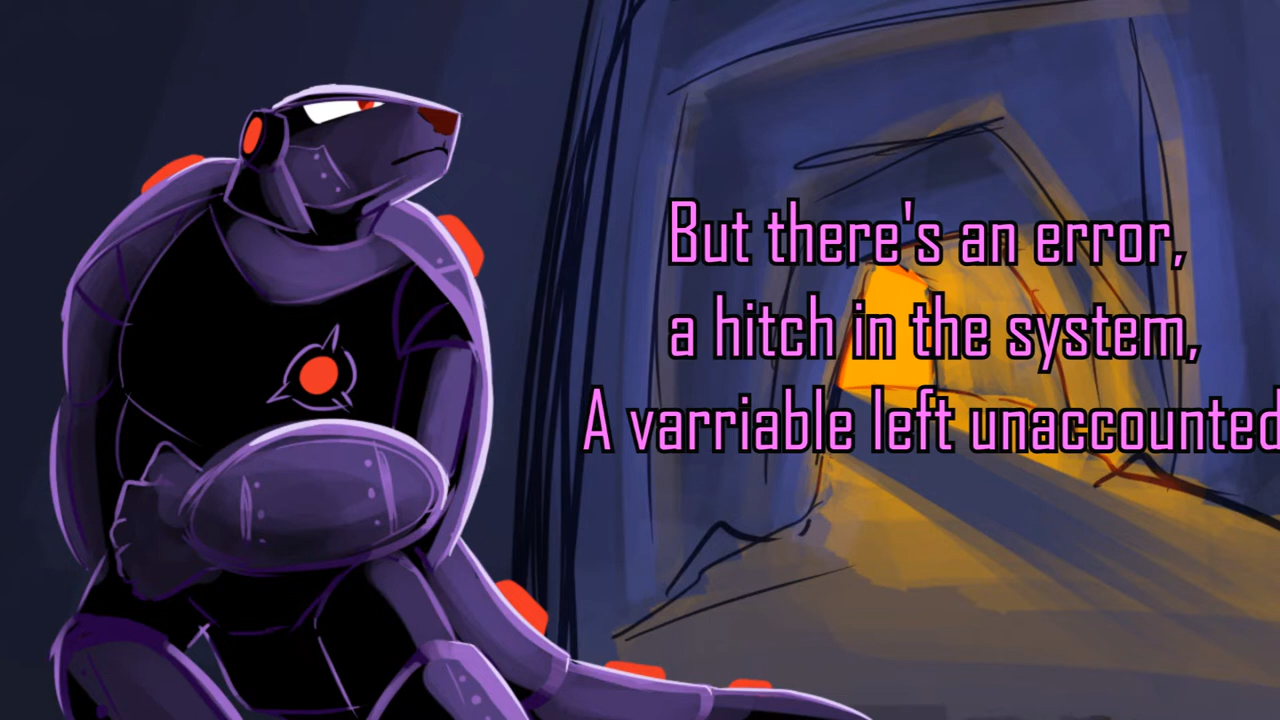 But there's an error,
a hitch in the system,
A varriable left unaccounted